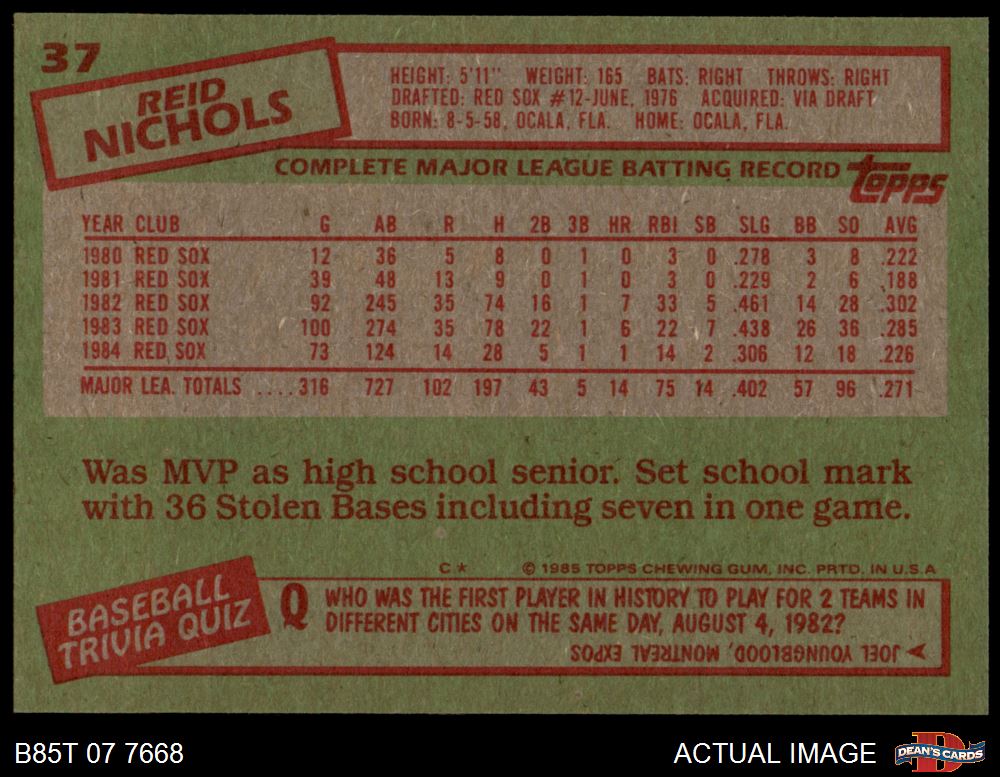 37
REID
NICHOLS
HEIGHT: 5'11" WEIGHT: 165 BATS: RIGHT THROWS: RIGHT
DRAFTED: RED SOX #12-JUNE, 1976 ACQUIRED: VIA DRAFT
BORN: 8-5-58, OCALA, FLA. HOME: OCALA, FLA.
COMPLETE MAJOR LEAGUE BATTING RECORD topps
YEAR CLUB G AB R H 2B 3B HR RBI SB SLG BB SO AVG
1980 RED SOX 12 36 5 8 0 1 0 3 0 .278 3 8 .222
1981 RED SOX 39 48 13 9 0 1 0 3 0 .229 2 6 .188
1982 RED SOX 92 245 35 74 16 1 7 33 5 .461 14 28 .302
1983 RED SOX 100 274 35 78 22 1 6 22 7 .438 26 36 .285
1984 RED SOX 73 124 14 28 5 1 1 14 2 .306 12 18 .226
MAJOR LEA. TOTALS ....316 727 102 197 43 5 14 75 14 .402 57 96 .271
Was MVP as high school senior. Set school mark
with 36 Stolen Bases including seven in one game.
C* © 1985 TOPPS CHEWING GUM, INC. PRTD. IN U.S.A
BASEBALL
TRIVIA QUIZ
Q WHO WAS THE FIRST PLAYER IN HISTORY TO PLAY FOR 2 TEAMS IN
DIFFERENT CITIES ON THE SAME DAY, AUGUST 4, 1982?
JOEL YOUNGBLOOD, MONTREAL EXPOS
B85T 07 7668
ACTUAL IMAGE
DEAN'S CARDS